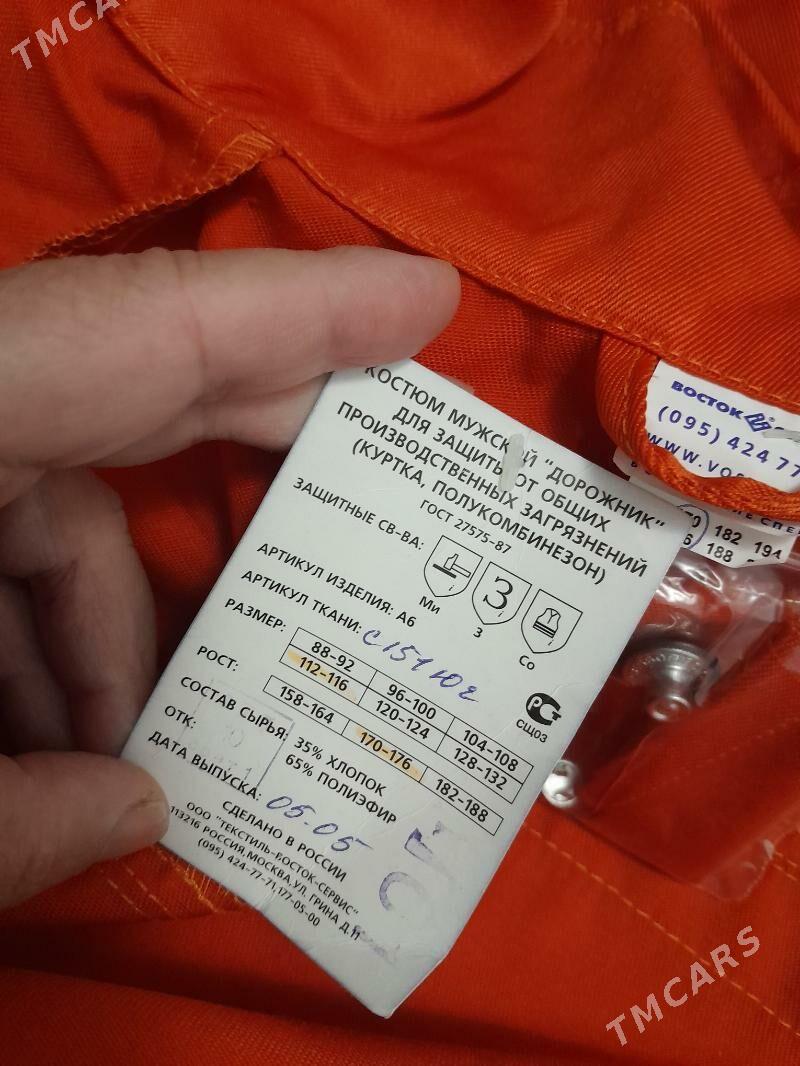 TMCARS
КОСТЮМ МУЖСКОЙ "ДОРОЖНИК"
ДЛЯ ЗАЩИТЫ ОТ ОБЩИХ
ПРОИЗВОДСТВЕННЫХ ЗАГРЯЗНЕНИЙ
(КУРТКА, ПОЛУКОМБИНЕЗОН)
ГОСТ 27575-87
ЗАЩИТНЫЕ СВ-ВА:
Ми З Со
АРТИКУЛ ИЗДЕЛИЯ: А6
АРТИКУЛ ТКАНИ:
РАЗМЕР: 88-92 96-100 104-108
112-116 120-124 128-132
РОСТ: 158-164 170-176 182-188
СОСТАВ СЫРЬЯ: 35% ХЛОПОК
65% ПОЛИЭФИР
ОТК:
ДАТА ВЫПУСКА: 05.05
СДЕЛАНО В РОССИИ
ООО "ТЕКСТИЛЬ-ВОСТОК-СЕРВИС"
113216 РОССИЯ,МОСКВА,УЛ. ГРИНА Д.11
(095) 424-77-71,177-05-00
РСТ
СЩ03
ВОСТОК
(095) 424 77
www.vo
182 194
188
TMCARS